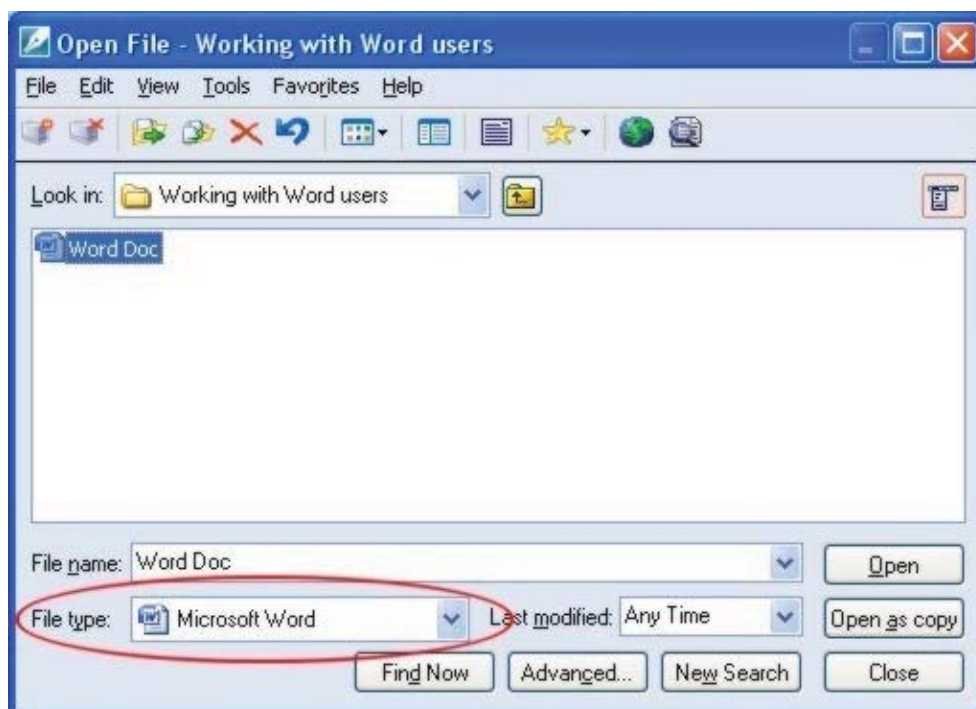 Open File - Working with Word users
File Edit View Tools Favorites Help
Look in: Working with Word users
Word Doc
File name: Word Doc Open
File type: Microsoft Word Last modified: Any Time Open as copy
Find Now Advanced... New Search Close